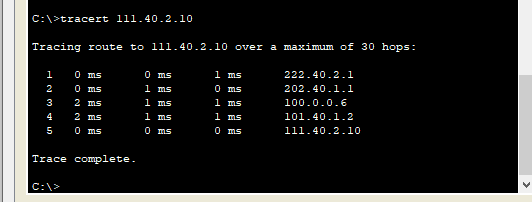 C:\>tracert 111.40.2.10
Tracing route to 111.40.2.10 over a maximum of 30 hops:
1 0 ms 0 ms 1 ms 222.40.2.1
2 0 ms 1 ms 0 ms 202.40.1.1
3 2 ms 1 ms 1 ms 100.0.0.6
4 2 ms 1 ms 1 ms 101.40.1.2
5 0 ms 0 ms 0 ms 111.40.2.10
Trace complete.
C:\>